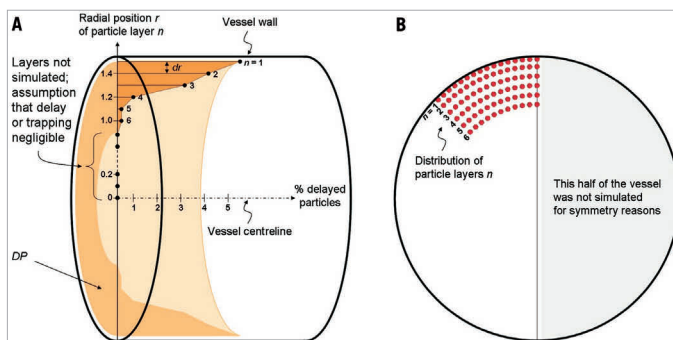 A
Radial position r
of particle layer n
Vessel wall
Layers not
simulated;
assumption
that delay
or trapping
negligible
1.4
1.2
1.0
0.2
0
dr
n = 1
2
3
4
5
6
1
2
3
4
5
% delayed
particles
Vessel centreline
DP
B
n = 1
2
3
4
5
6
Distribution of
particle layers n
This half of the vessel
was not simulated
for symmetry reasons